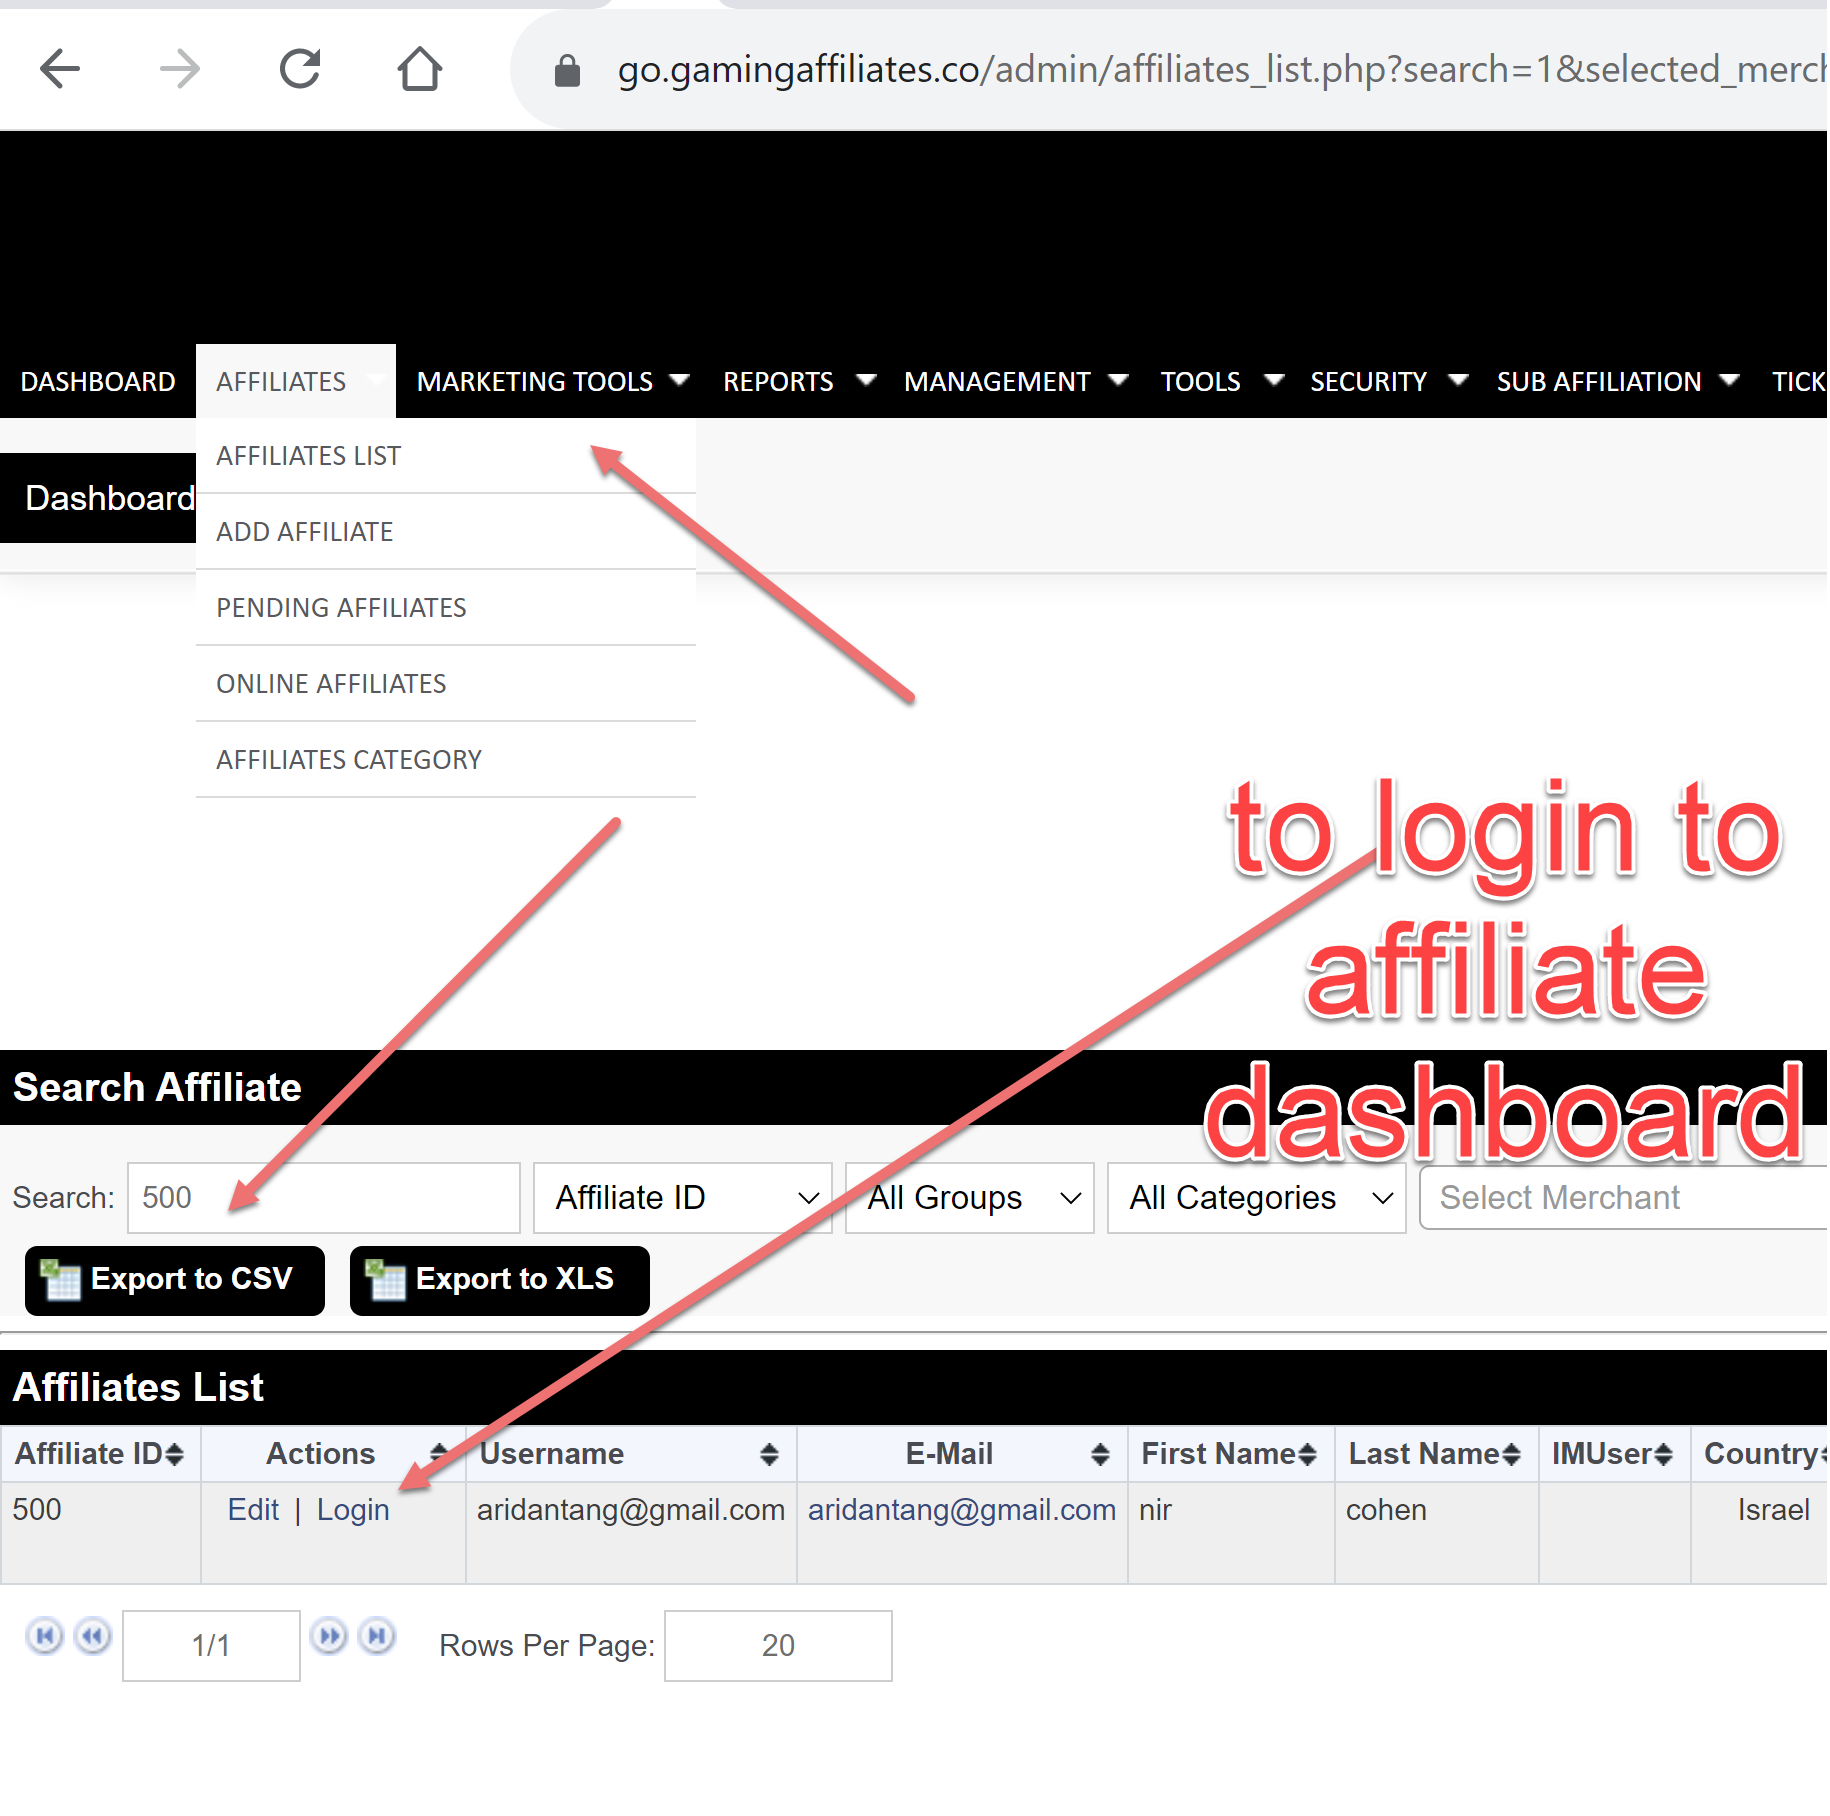 go.gamingaffiliates.co/admin/affiliates_list.php?search=1&selected_merch
DASHBOARD AFFILIATES MARKETING TOOLS REPORTS MANAGEMENT TOOLS SECURITY SUB AFFILIATION TICK
AFFILIATES LIST
Dashboard
ADD AFFILIATE
PENDING AFFILIATES
ONLINE AFFILIATES
AFFILIATES CATEGORY
to login to
affiliate
dashboard
Search Affiliate
Search: 500 Affiliate ID All Groups All Categories Select Merchant
Export to CSV Export to XLS
Affiliates List
Affiliate ID Actions Username E-Mail First Name Last Name IMUser Country
500 Edit | Login aridantang@gmail.com aridantang@gmail.com nir cohen Israel
1/1 Rows Per Page: 20